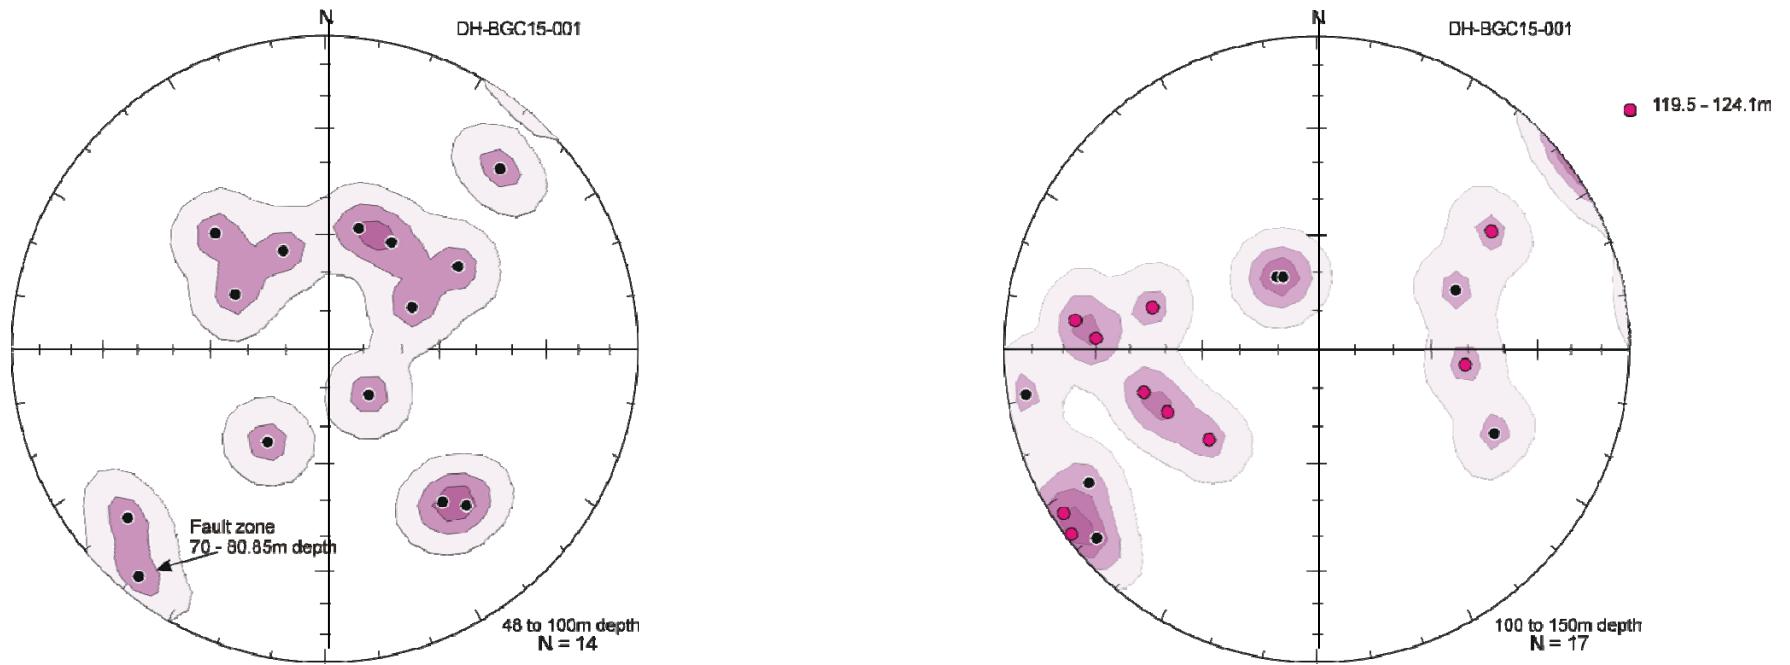 N
DH-BGC15-001
Fault zone
70 - 80.85m depth
48 to 100m depth
N = 14
N
DH-BGC15-001
119.5 - 124.1m
100 to 150m depth
N = 17